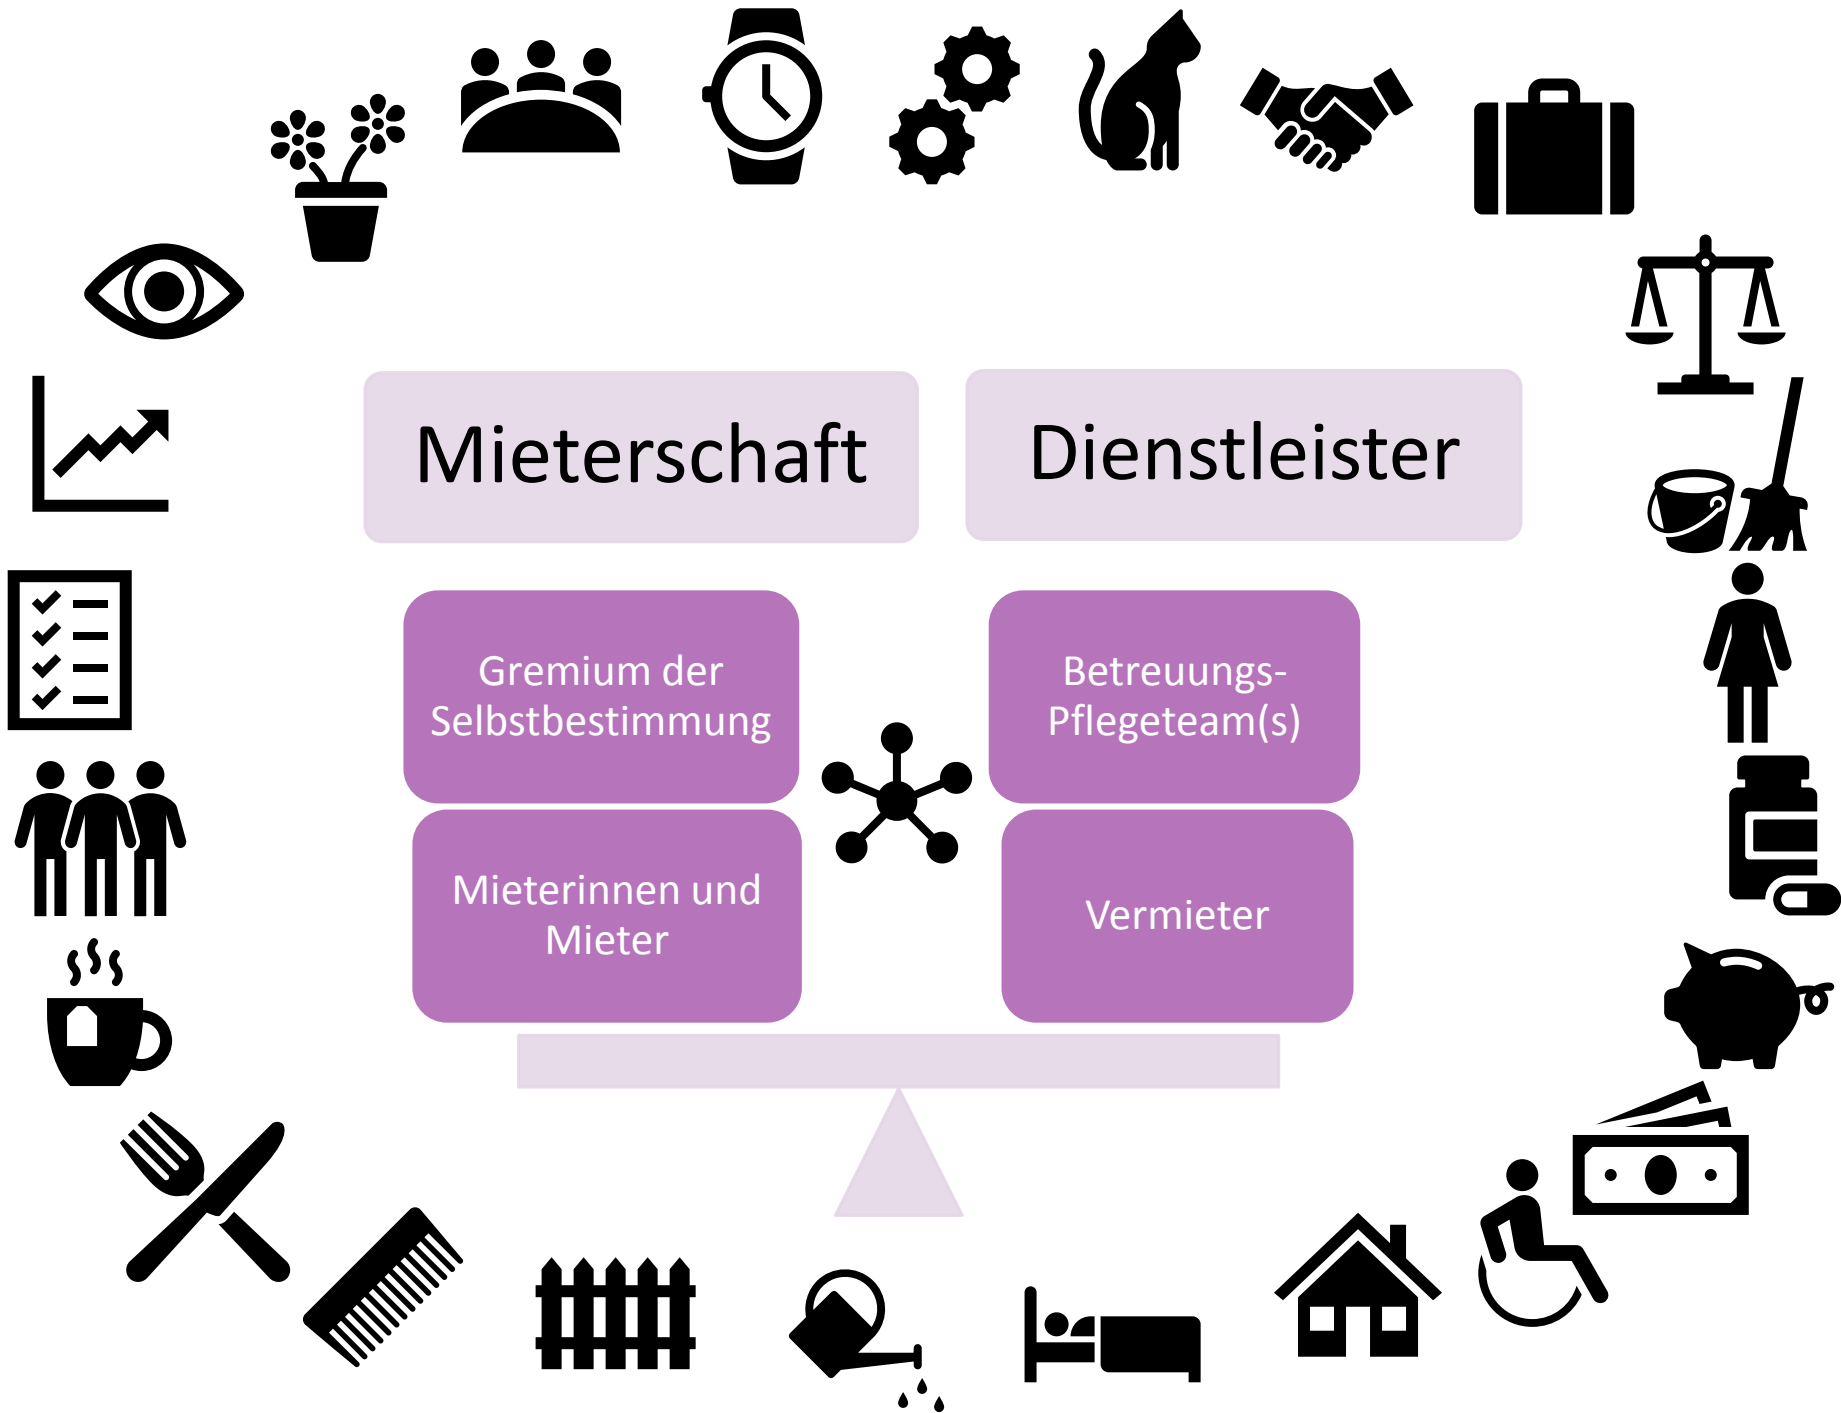 Mieterschaft
Dienstleister
Gremium der
Selbstbestimmung
Betreuungs-
Pflegeteam(s)
Mieterinnen und
Mieter
Vermieter